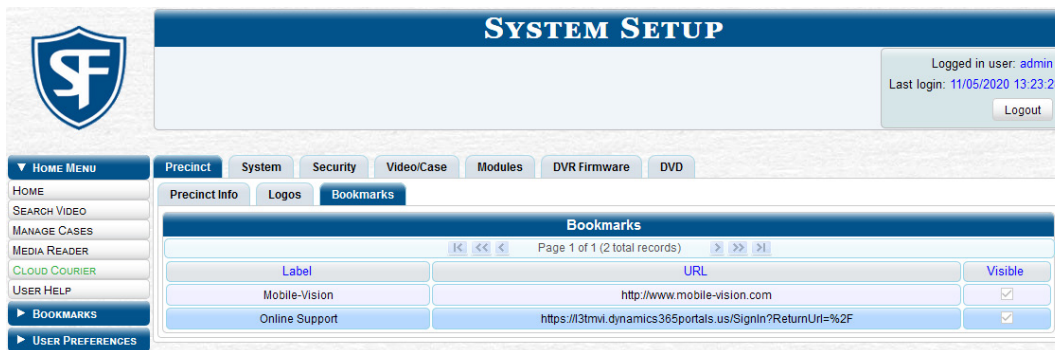 SYSTEM SETUP
SF
Logged in user: admin
Last login: 11/05/2020 13:23:2
Logout
▼ HOME MENU
Precinct System Security Video/Case Modules DVR Firmware DVD
HOME
Precinct Info Logos Bookmarks
SEARCH VIDEO
MANAGE CASES
MEDIA READER
CLOUD COURIER
USER HELP
► BOOKMARKS
► USER PREFERENCES
Bookmarks
|< << < Page 1 of 1 (2 total records) > >> >|
Label URL Visible
Mobile-Vision http://www.mobile-vision.com
Online Support https://l3tmvi.dynamics365portals.us/SignIn?ReturnUrl=%2F